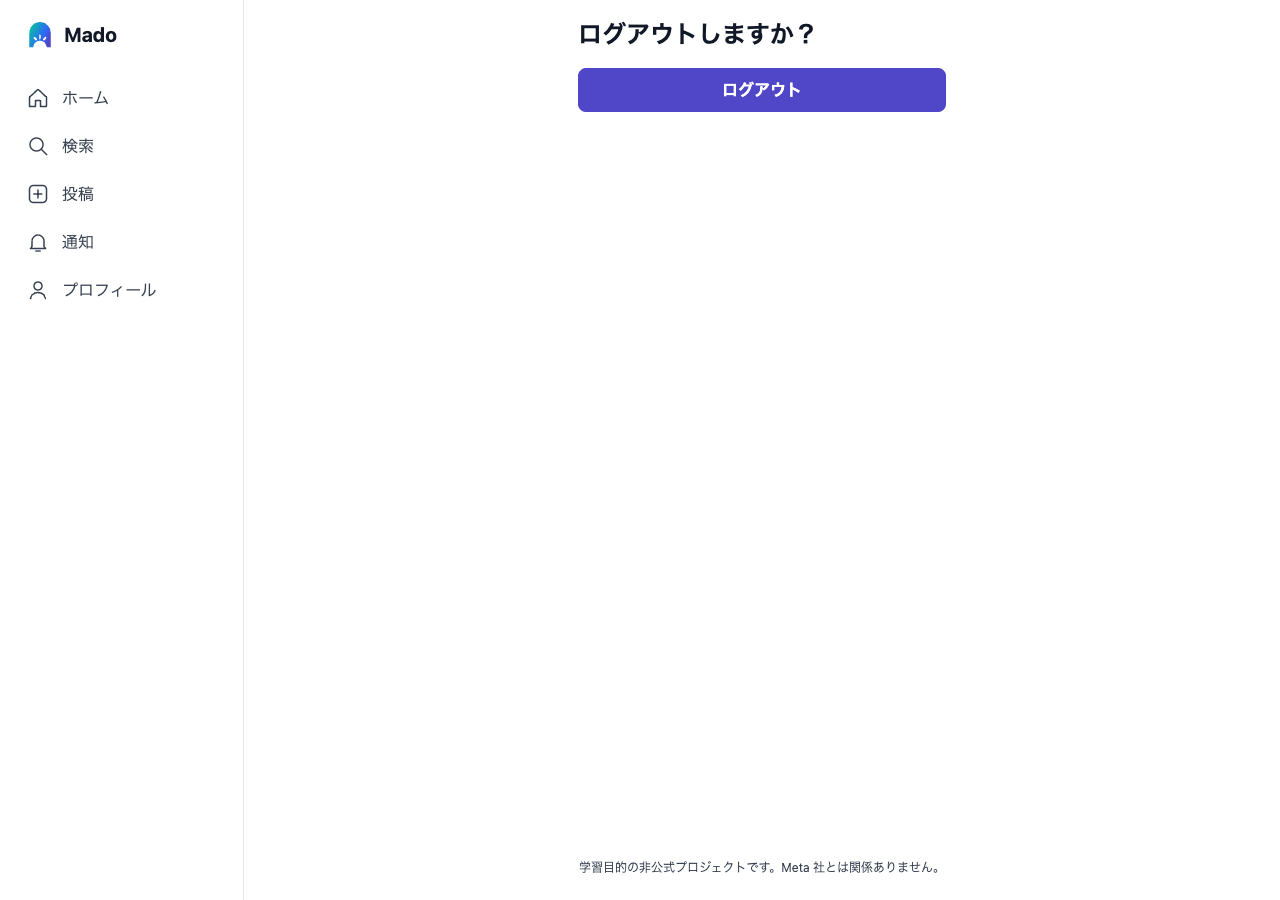 Mado
ホーム
検索
投稿
通知
プロフィール
ログアウトしますか？
ログアウト
学習目的の非公式プロジェクトです。Meta 社とは関係ありません。